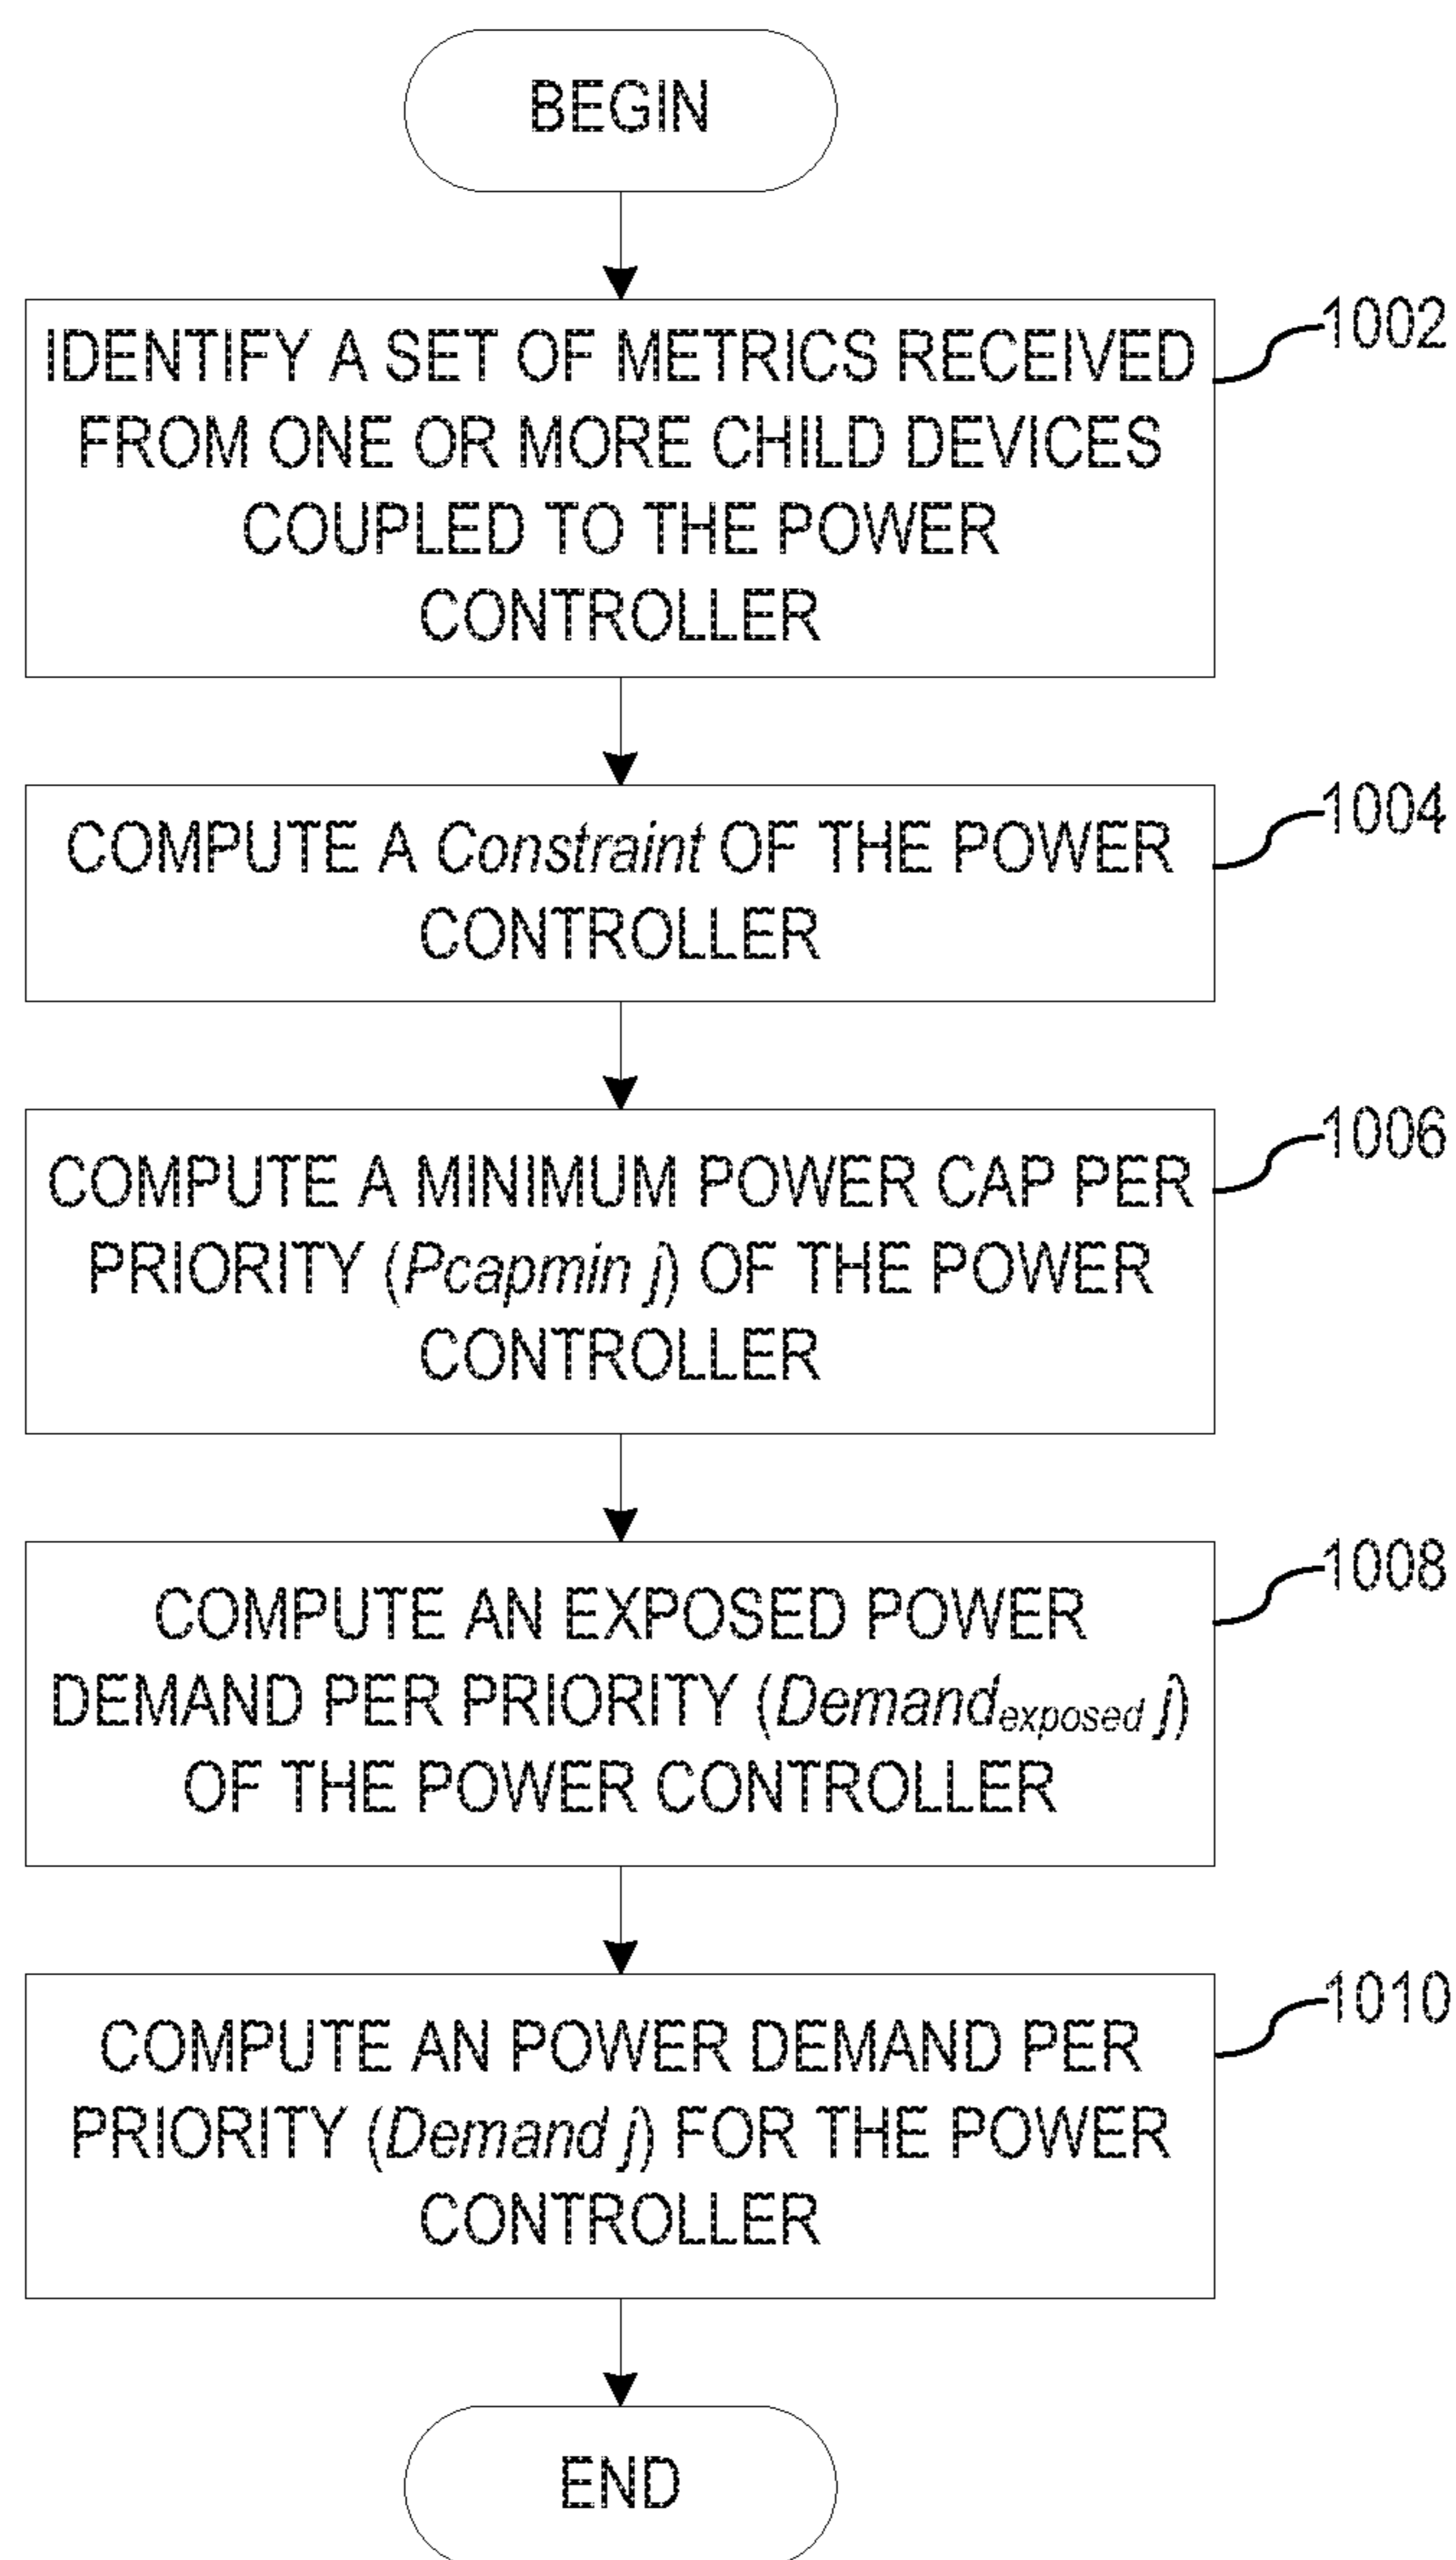 BEGIN
IDENTIFY A SET OF METRICS RECEIVED
FROM ONE OR MORE CHILD DEVICES
COUPLED TO THE POWER
CONTROLLER
1002
COMPUTE A Constraint OF THE POWER
CONTROLLER
1004
COMPUTE A MINIMUM POWER CAP PER
PRIORITY (Pcapmin j) OF THE POWER
CONTROLLER
1006
COMPUTE AN EXPOSED POWER
DEMAND PER PRIORITY (Demandexposed j)
OF THE POWER CONTROLLER
1008
COMPUTE AN POWER DEMAND PER
PRIORITY (Demand j) FOR THE POWER
CONTROLLER
1010
END